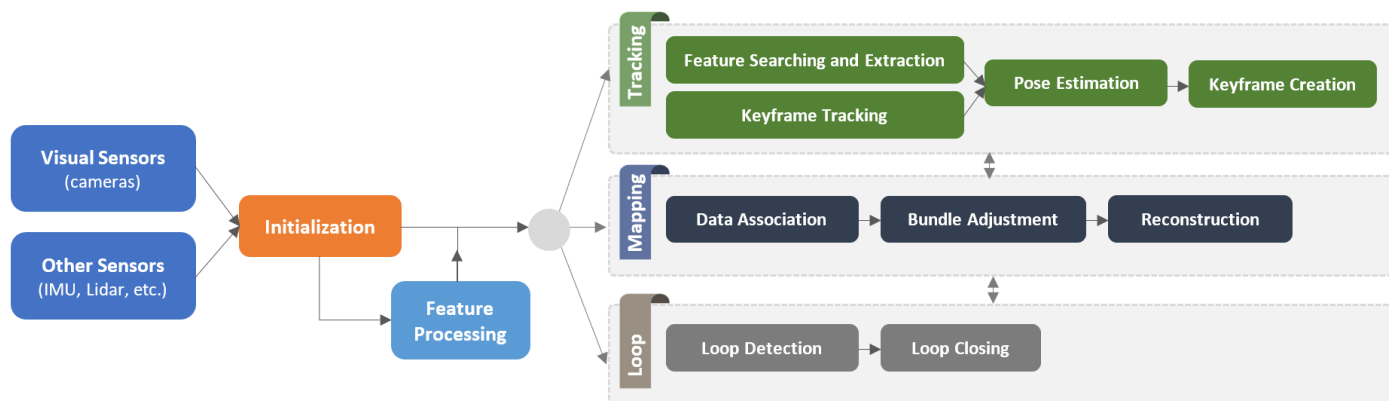 Visual Sensors
(cameras)
Other Sensors
(IMU, Lidar, etc.)
Initialization
Feature
Processing
Tracking
Feature Searching and Extraction
Keyframe Tracking
Pose Estimation
Keyframe Creation
Mapping
Data Association
Bundle Adjustment
Reconstruction
Loop
Loop Detection
Loop Closing